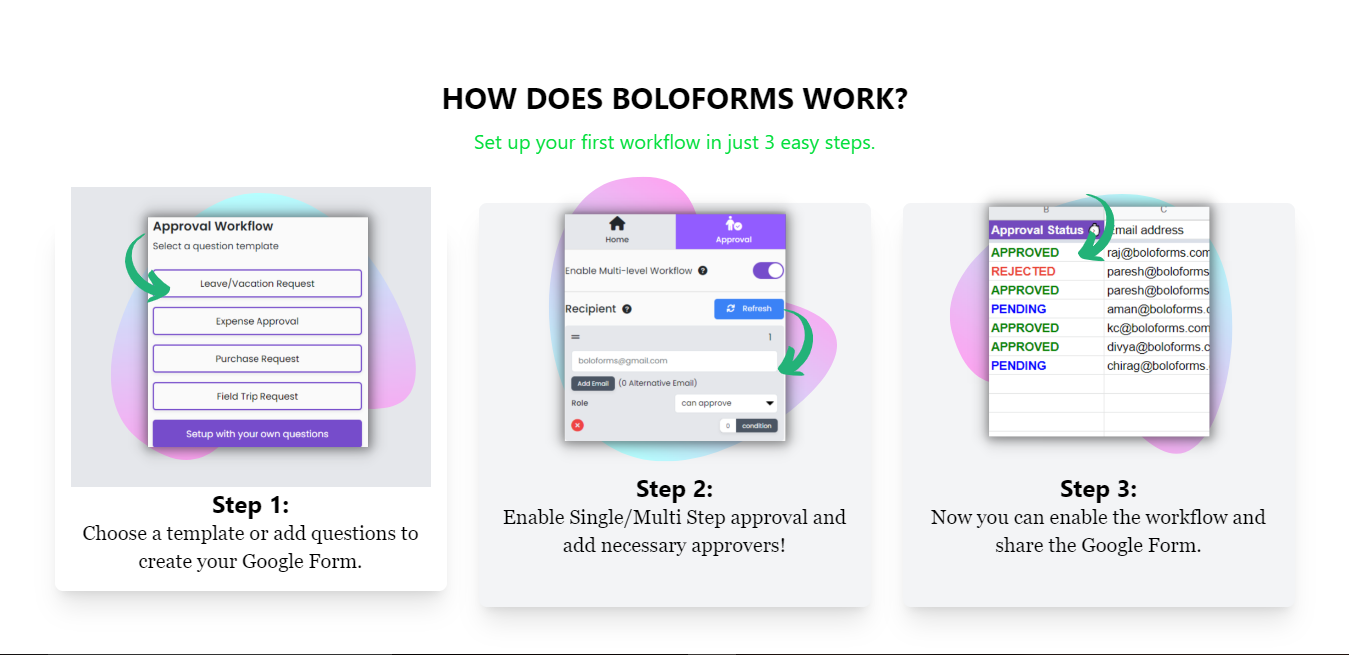 HOW DOES BOLOFORMS WORK?
Set up your first workflow in just 3 easy steps.
Approval Workflow
Select a question template
Leave/Vacation Request
Expense Approval
Purchase Request
Field Trip Request
Setup with your own questions
Step 1:
Choose a template or add questions to
create your Google Form.
Home
Approval
Enable Multi-level Workflow ?
Recipient ?
Refresh
1
boloforms@gmail.com
Add Email (0 Alternative Email)
Role can approve
0 condition
Step 2:
Enable Single/Multi Step approval and
add necessary approvers!
B C
Approval Status Email address
APPROVED raj@boloforms.com
REJECTED paresh@boloforms
APPROVED paresh@boloforms
PENDING aman@boloforms.c
APPROVED kc@boloforms.com
APPROVED divya@boloforms.c
PENDING chirag@boloforms.
Step 3:
Now you can enable the workflow and
share the Google Form.